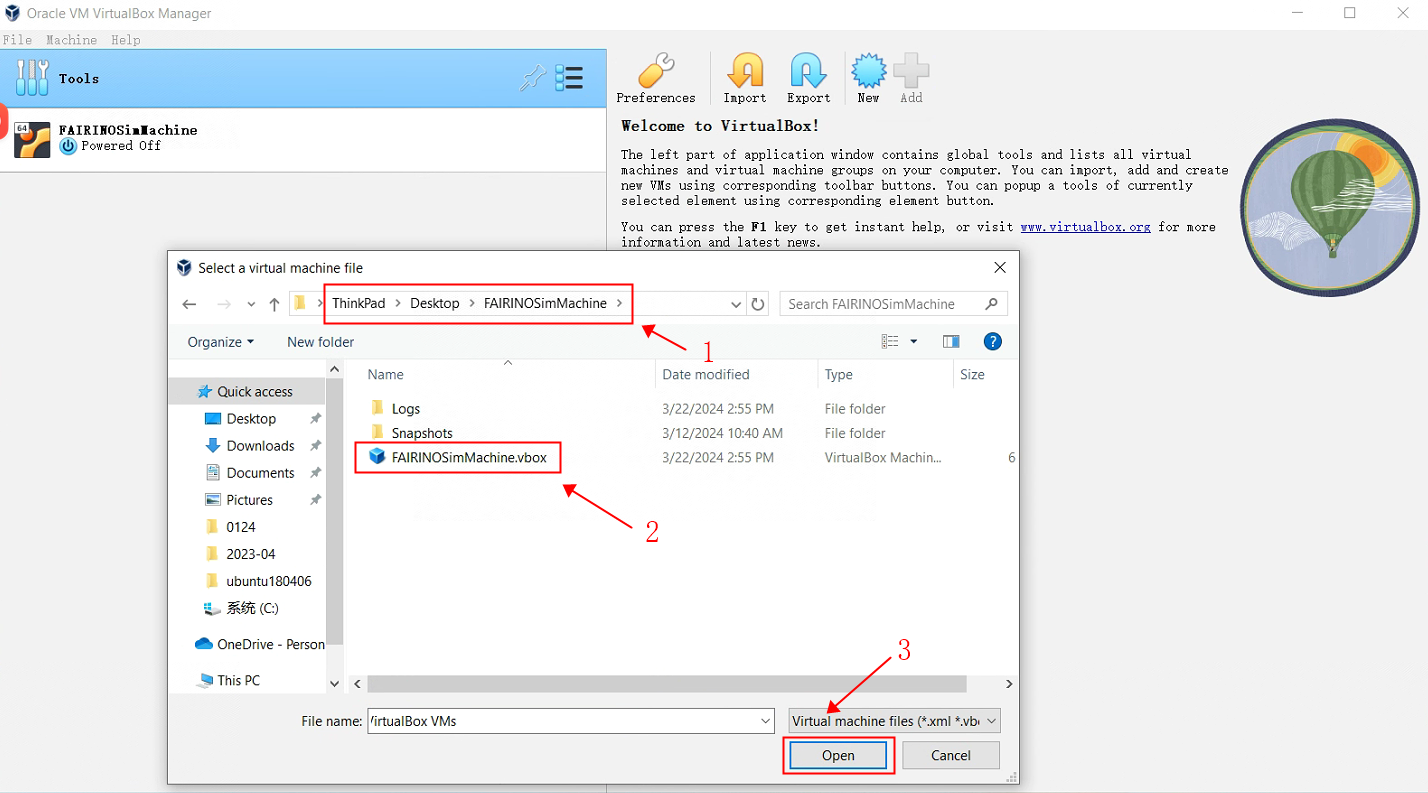 Oracle VM VirtualBox Manager
File Machine Help
Tools
64
FAIRINOSimMachine
Powered Off
Preferences Import Export New Add
Welcome to VirtualBox!
The left part of application window contains global tools and lists all virtual
machines and virtual machine groups on your computer. You can import, add and create
new VMs using corresponding toolbar buttons. You can popup a tools of currently
selected element using corresponding element button.
You can press the F1 key to get instant help, or visit www.virtualbox.org for more
information and latest news.
Select a virtual machine file
ThinkPad Desktop FAIRINOSimMachine
Search FAIRINOSimMachine
1
Organize New folder
?
Name Date modified Type Size
Logs 3/22/2024 2:55 PM File folder
Snapshots 3/12/2024 10:40 AM File folder
FAIRINOSimMachine.vbox 3/22/2024 2:55 PM VirtualBox Machin... 6
2
Quick access
Desktop
Downloads
Documents
Pictures
0124
2023-04
ubuntu180406
系统 (C:)
OneDrive - Person
This PC
3
File name: VirtualBox VMs
Virtual machine files (*.xml *.vb
Open Cancel